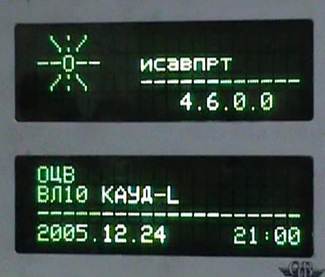 исавпрт
4.6.0.0
ОЦВ
ВЛ10 КАУД-L
2005.12.24 21:00